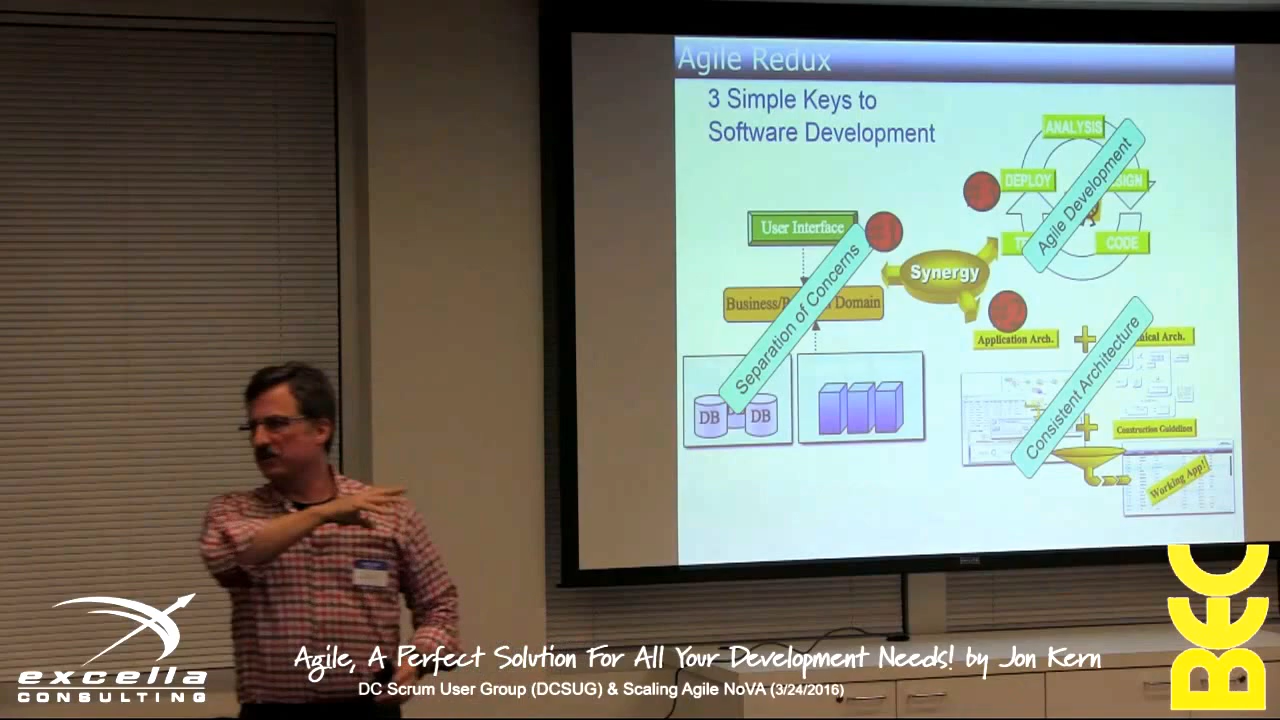 Agile Redux
3 Simple Keys to
Software Development
ANALYSIS
DEPLOY
CODE
Agile Development
User Interface
Synergy
Business/
Domain
Separation of Concerns
DB
DB
Application Arch.
Arch.
Consistent Architecture
Construction Guidelines
Working App!
excella
CONSULTING
Agile, A Perfect Solution For All Your Development Needs! by Jon Kern
DC Scrum User Group (DCSUG) & Scaling Agile NoVA (3/24/2016)
BEC